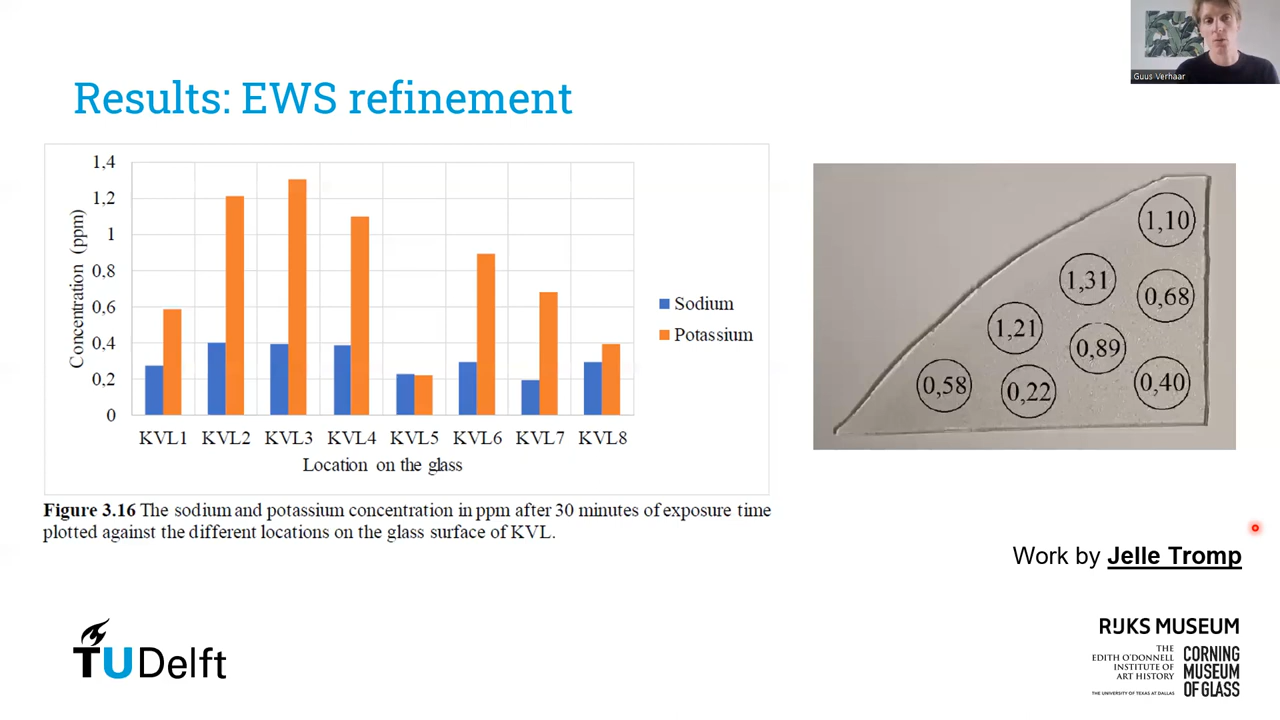 Guus Verhaar
Results: EWS refinement
1,4
1,2
1
0,8
0,6
0,4
0,2
0
Concentration (ppm)
KVL1 KVL2 KVL3 KVL4 KVL5 KVL6 KVL7 KVL8
Location on the glass
Sodium
Potassium
1,10
1,31
0,68
1,21
0,89
0,58
0,22
0,40
Figure 3.16 The sodium and potassium concentration in ppm after 30 minutes of exposure time
plotted against the different locations on the glass surface of KVL.
Work by Jelle Tromp
TU Delft
RIJKS MUSEUM
THE
EDITH O'DONNELL
INSTITUTE OF
ART HISTORY
THE UNIVERSITY OF TEXAS AT DALLAS
CORNING
MUSEUM
OF GLASS